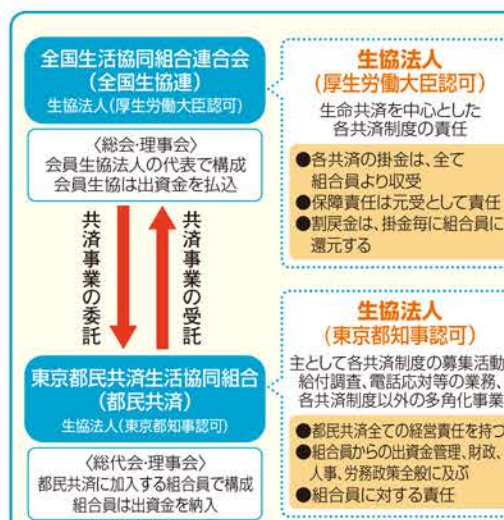 全国生活協同組合連合会
(全国生協連)
生協法人(厚生労働大臣認可)
〈総会・理事会〉
会員生協法人の代表で構成
会員生協は出資金を払込
生協法人
(厚生労働大臣認可)
生命共済を中心とした
各共済制度の責任
●各共済の掛金は、全て
組合員より収受
●保障責任は元受として責任
●割戻金は、掛金毎に組合員に
還元する
共済事業の委託
共済事業の受託
東京都民共済生活協同組合
(都民共済)
生協法人(東京都知事認可)
〈総代会・理事会〉
都民共済に加入する組合員で構成
組合員は出資金を納入
生協法人
(東京都知事認可)
主として各共済制度の募集活動
給付調査、電話応対等の業務、
各共済制度以外の多角化事業
●都民共済全ての経営責任を持つ
●組合員からの出資金管理、財政、
人事、労務政策全般に及ぶ
●組合員に対する責任